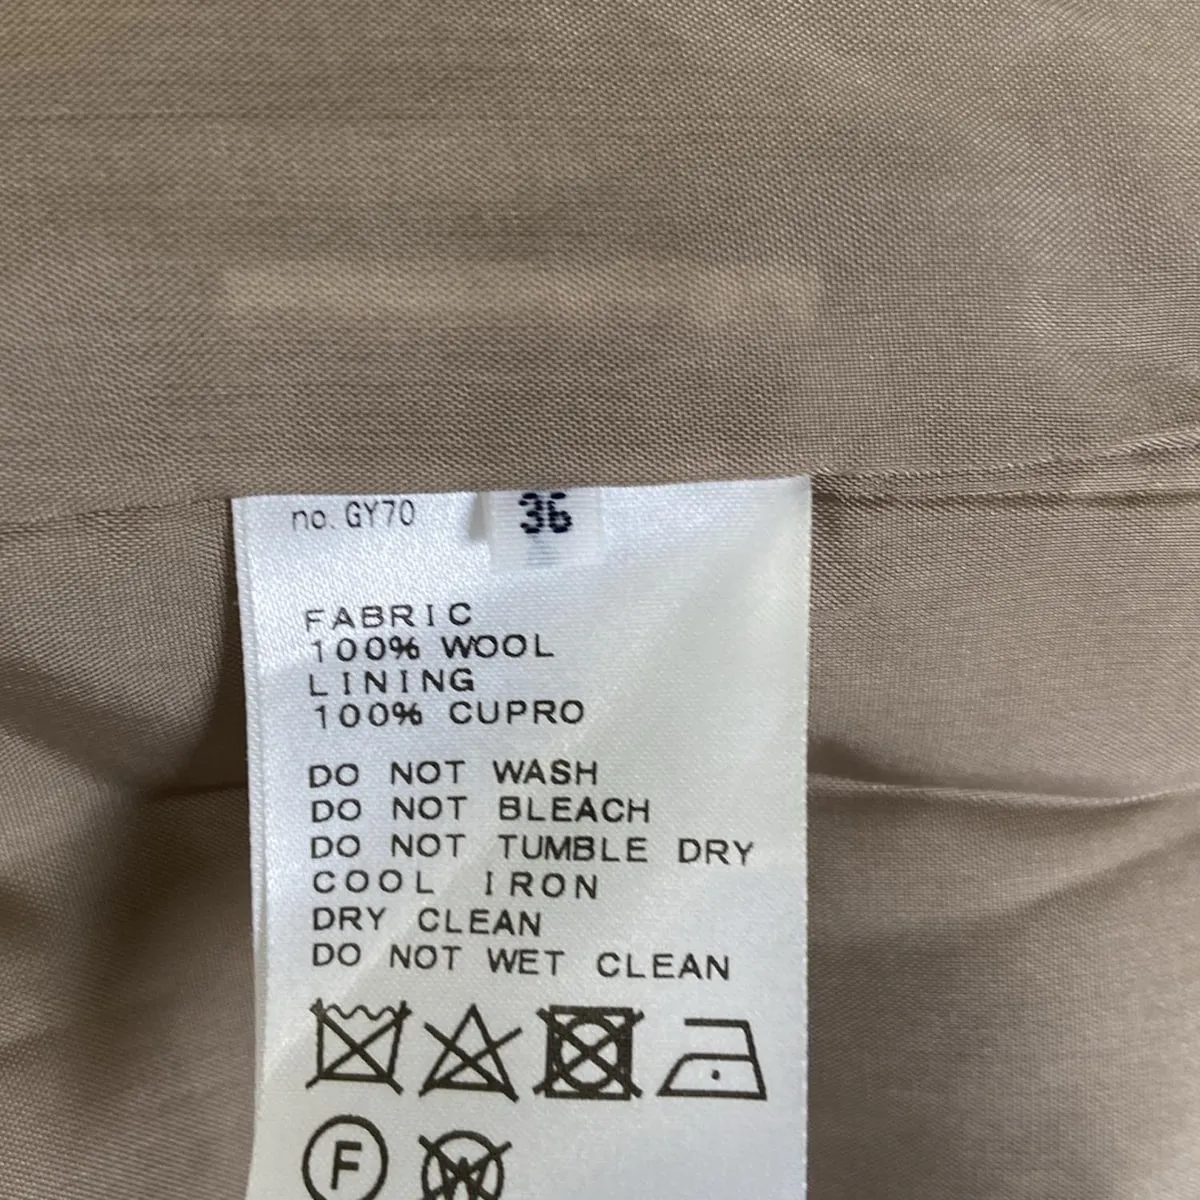 no. GY70 36
FABRIC
100% WOOL
LINING
100% CUPRO
DO NOT WASH
DO NOT BLEACH
DO NOT TUMBLE DRY
COOL IRON
DRY CLEAN
DO NOT WET CLEAN
F W